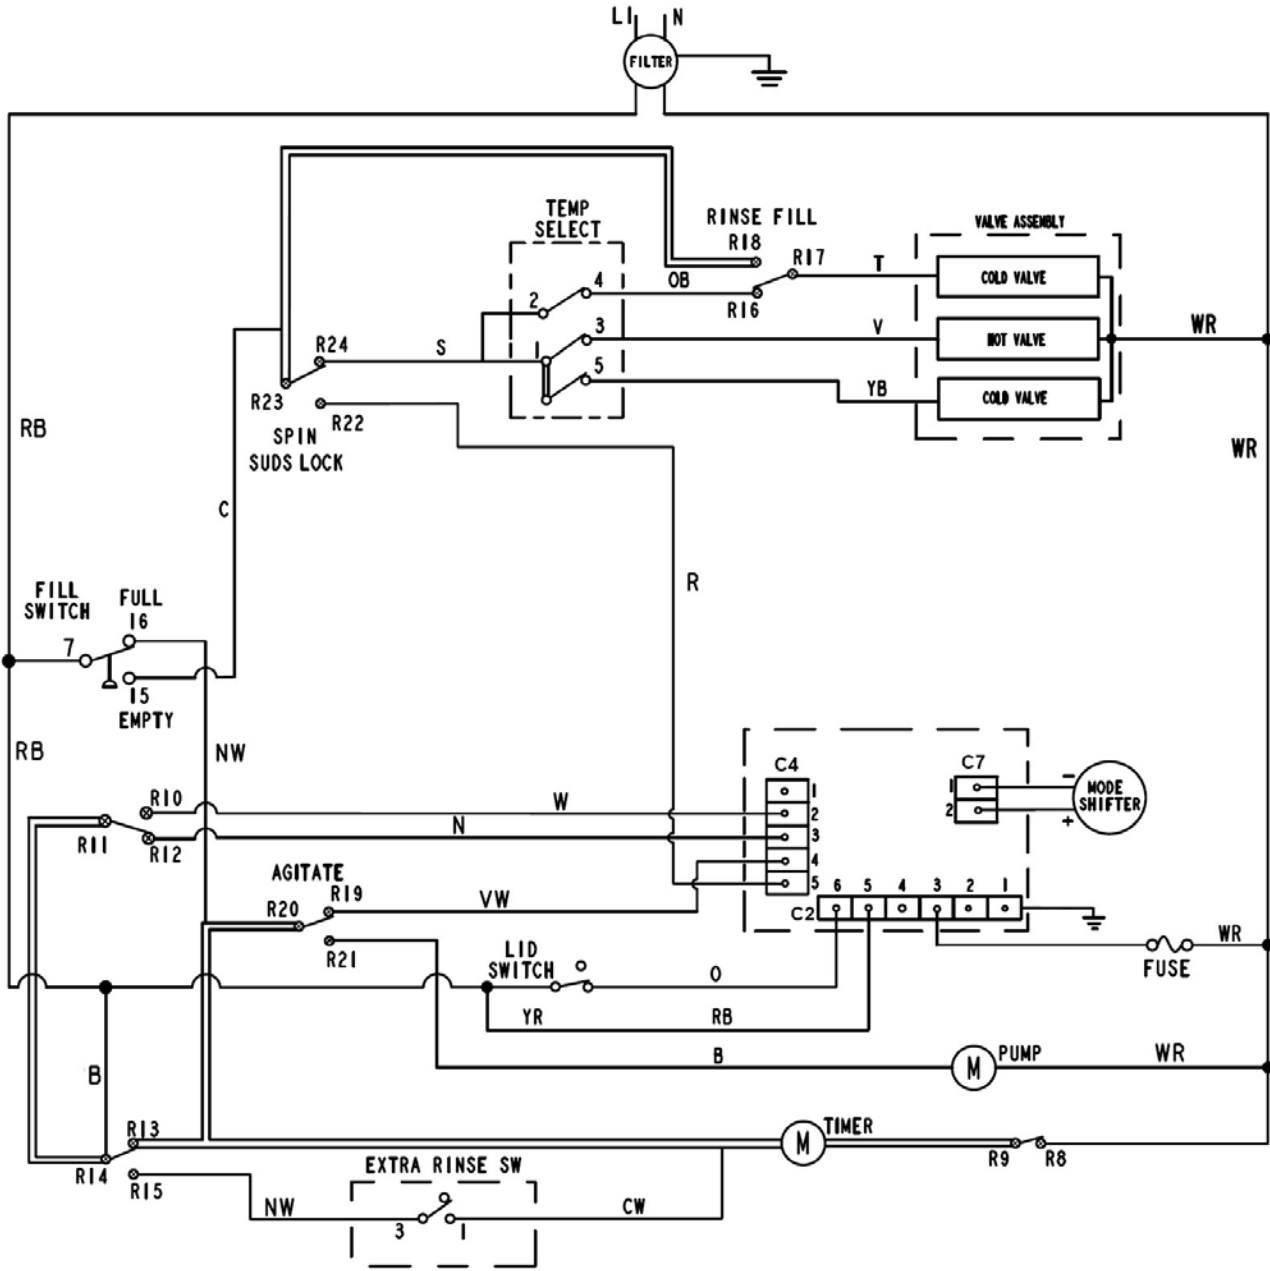 L1 N
FILTER
TEMP
SELECT
RINSE FILL
R18
R17
R16
VALVE ASSEMBLY
T
COLD VALVE
4
2
OB
3
V
HOT VALVE
WR
R24
S
1
5
YB
COLD VALVE
R23
R22
SPIN
SUDS LOCK
RB
WR
C
R
FILL
SWITCH
FULL
16
7
15
EMPTY
RB
NW
C4
1
2
3
4
5
C7
1
2
-
+
MODE
SHIFTER
R10
W
R11
N
R12
AGITATE
R19
R20
VW
R21
6 5 4 3 2 1
C2
FUSE
WR
LID
SWITCH
O
YR
RB
B
M
PUMP
WR
B
R13
R14
R15
M
TIMER
R9
R8
EXTRA RINSE SW
NW
3
1
CW